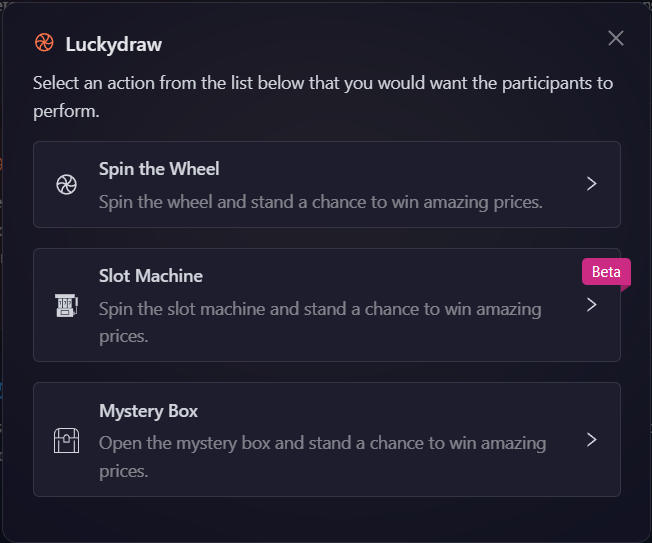 Luckydraw
Select an action from the list below that you would want the participants to
perform.
Spin the Wheel
Spin the wheel and stand a chance to win amazing prices.
Beta
Slot Machine
Spin the slot machine and stand a chance to win amazing
prices.
Mystery Box
Open the mystery box and stand a chance to win amazing
prices.